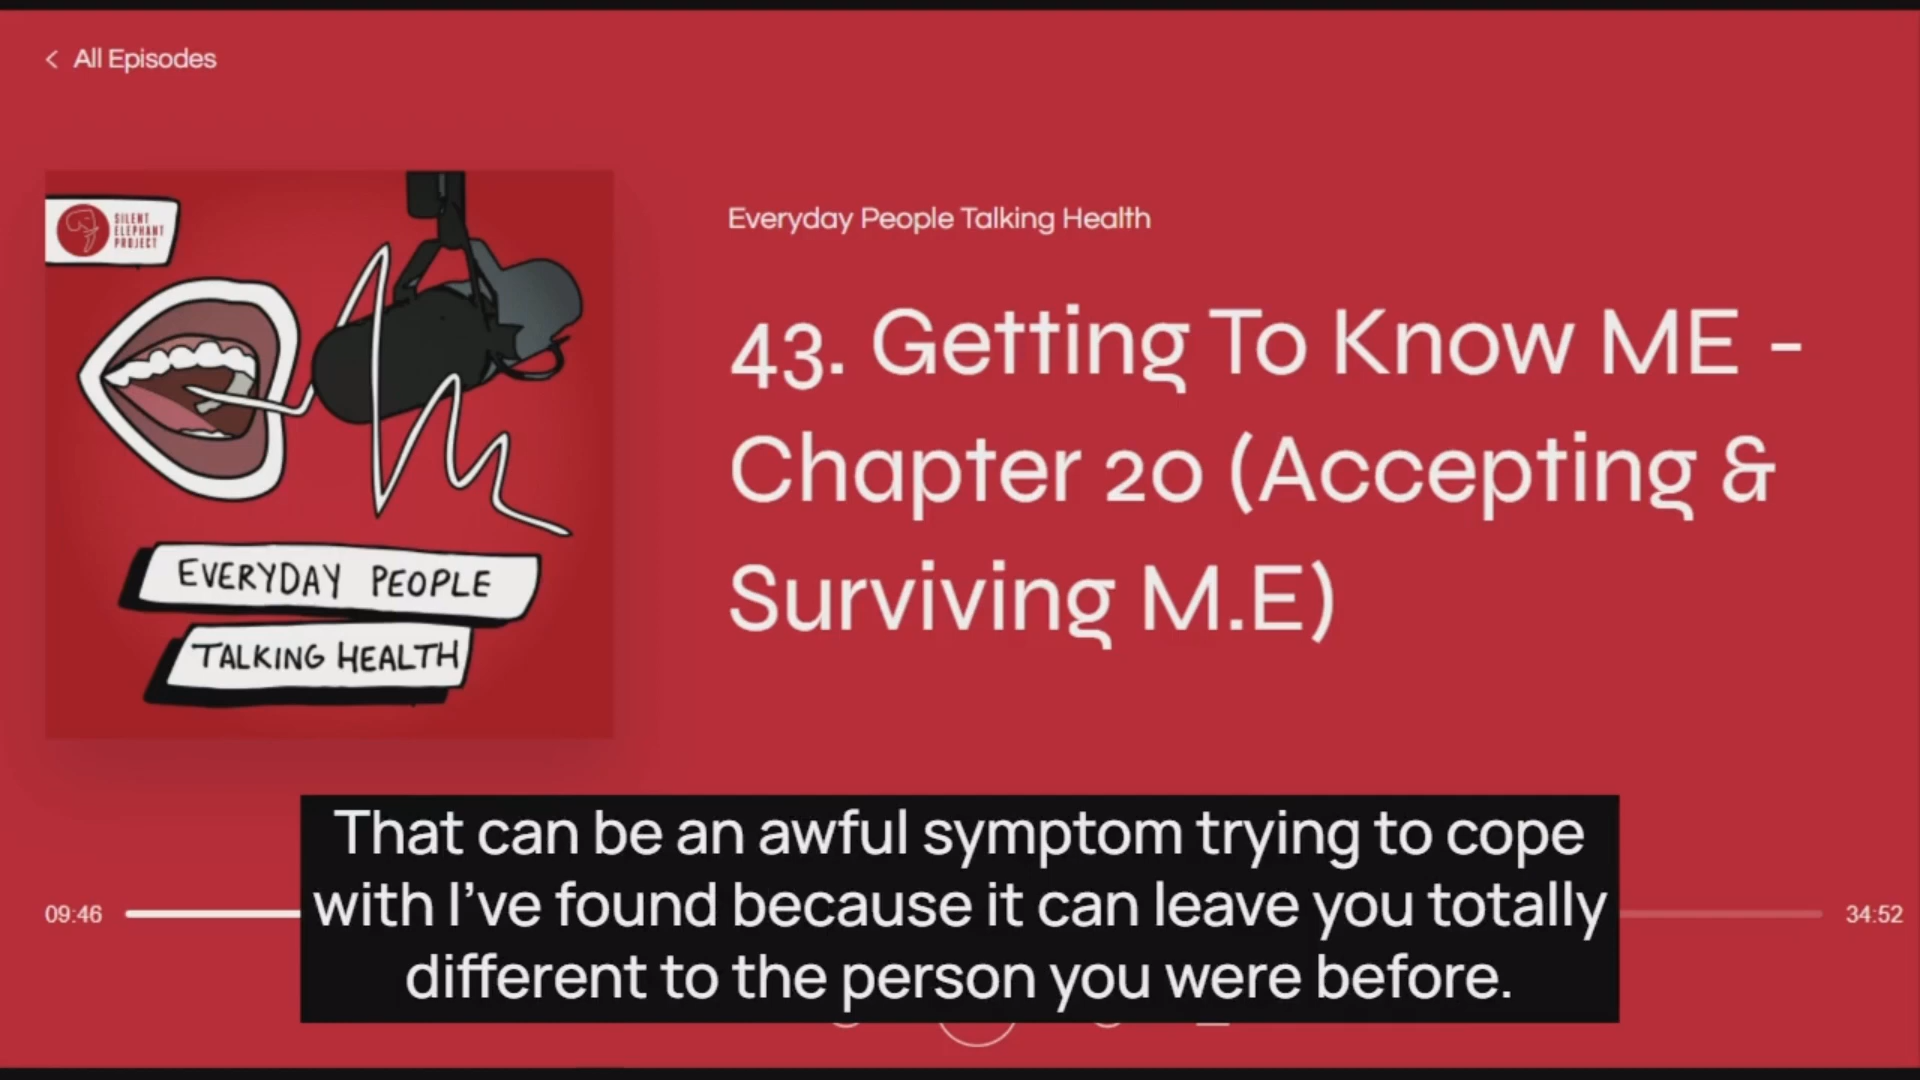 All Episodes
SILENT
ELEPHANT
PROJECT
EVERYDAY PEOPLE
TALKING HEALTH
Everyday People Talking Health
43. Getting To Know ME -
Chapter 20 (Accepting &
Surviving M.E)
That can be an awful symptom trying to cope
with I've found because it can leave you totally
different to the person you were before.
09:46
34:52